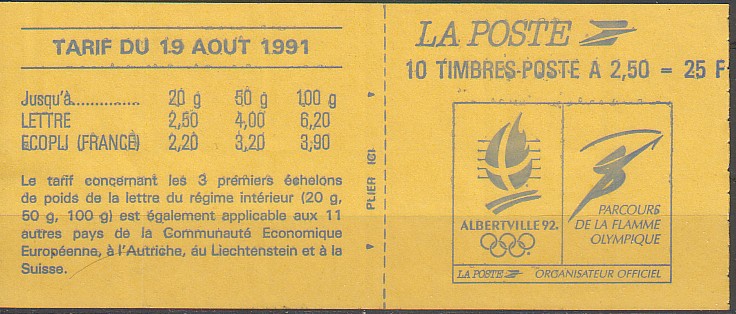 TARIF DU 19 AOUT 1991
Jusqu'à............... 20 g 50 g 100 g
LETTRE 2,50 4,00 6,20
ECOPLI (FRANCE) 2,20 3,20 3,90
Le tarif concernant les 3 premiers échelons
de poids de la lettre du régime intérieur (20 g,
50 g, 100 g) est également applicable aux 11
autres pays de la Communauté Economique
Européenne, à l'Autriche, au Liechtenstein et à la
Suisse.
PLIER ICI
LA POSTE
10 TIMBRES-POSTE A 2,50 = 25 F
ALBERTVILLE 92.
PARCOURS
DE LA FLAMME
OLYMPIQUE
LA POSTE ORGANISATEUR OFFICIEL